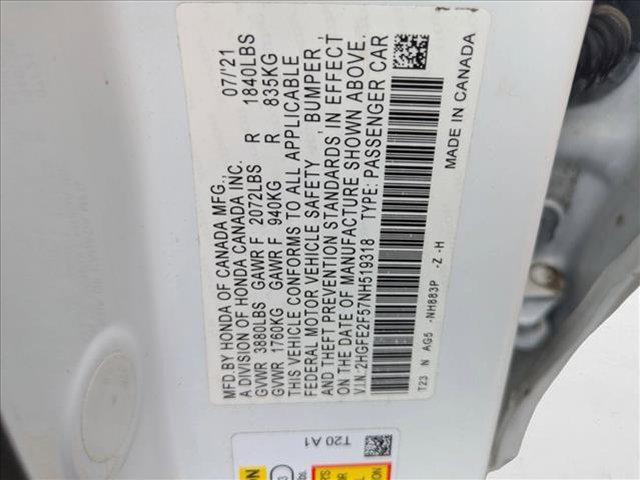 MFD.BY HONDA OF CANADA MFG., 07/'21
A DIVISION OF HONDA CANADA INC.
GVWR 3880LBS GAWR F 2072LBS R 1840LBS
GVWR 1760KG GAWR F 940KG R 835KG
THIS VEHICLE CONFORMS TO ALL APPLICABLE
FEDERAL MOTOR VEHICLE SAFETY , BUMPER ,
AND THEFT PREVENTION STANDARDS IN EFFECT
ON THE DATE OF MANUFACTURE SHOWN ABOVE.
V.I.N:2HGFE2F57NH519318 TYPE: PASSENGER CAR
T23 N AG5 -NH883P -Z -H
MADE IN CANADA
T20 A1